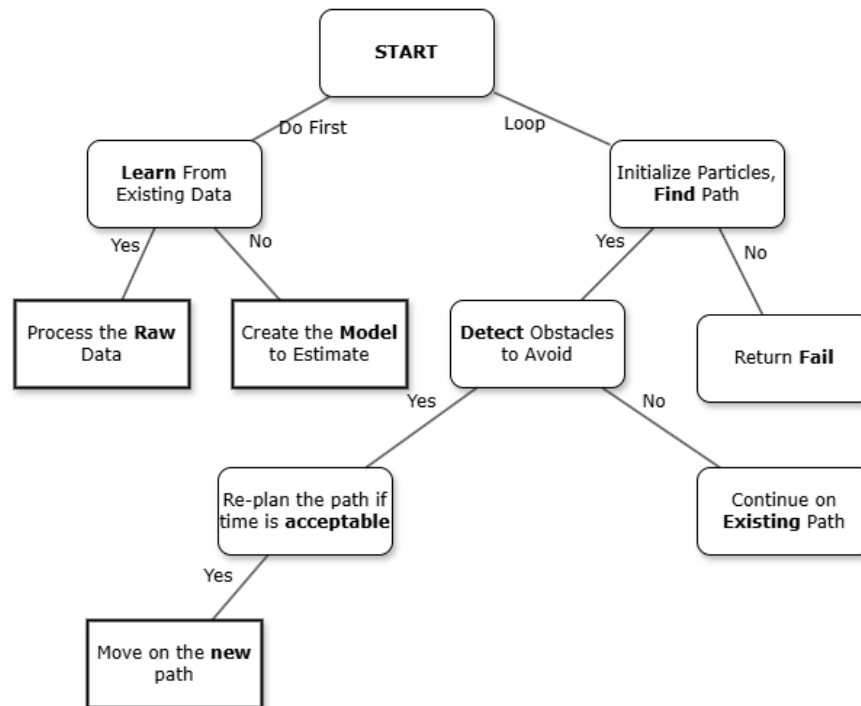 START
Do First
Loop
Learn From
Existing Data
Initialize Particles,
Find Path
Yes
No
Yes
No
Process the Raw
Data
Create the Model
to Estimate
Detect Obstacles
to Avoid
Return Fail
Yes
No
Re-plan the path if
time is acceptable
Continue on
Existing Path
Yes
Move on the new
path